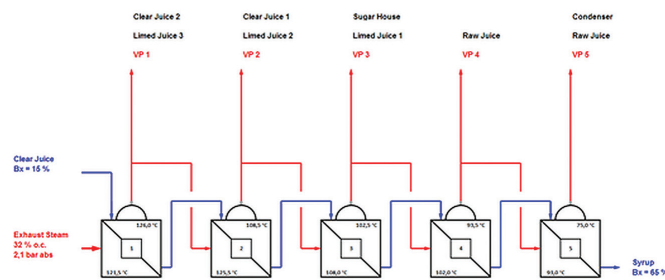 Clear Juice 2
Limed Juice 3
VP 1
Clear Juice 1
Limed Juice 2
VP 2
Sugar House
Limed Juice 1
VP 3
Raw Juice
VP 4
Condenser
Raw Juice
VP 5
Clear Juice
Bx = 15 %
Exhaust Steam
32 % o.c.
2,1 bar abs
126,0 °C
1
121,5 °C
108,5 °C
2
125,5 °C
102,5 °C
3
108,0 °C
93,5 °C
4
102,0 °C
75,0 °C
5
93,0 °C
Syrup
Bx = 65 %